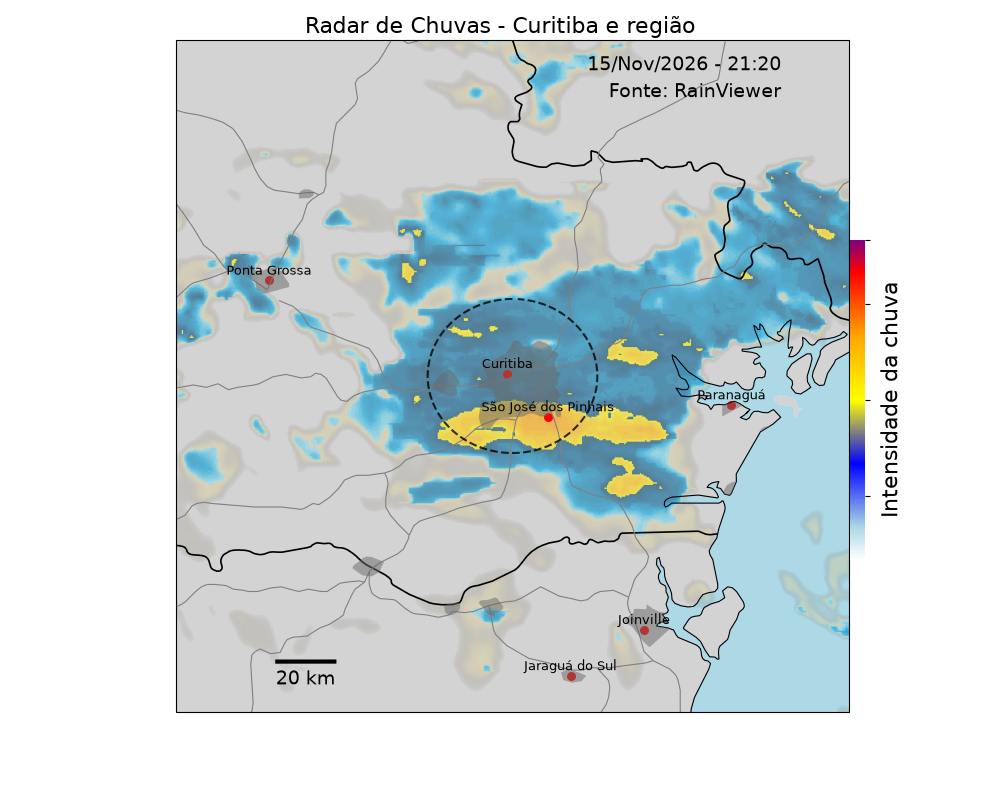 Radar de Chuvas - Curitiba e região
15/Nov/2026 - 21:20
Fonte: RainViewer
Ponta Grossa
Curitiba
Paranaguá
São José dos Pinhais
Intensidade da chuva
Joinville
Jaraguá do Sul
20 km